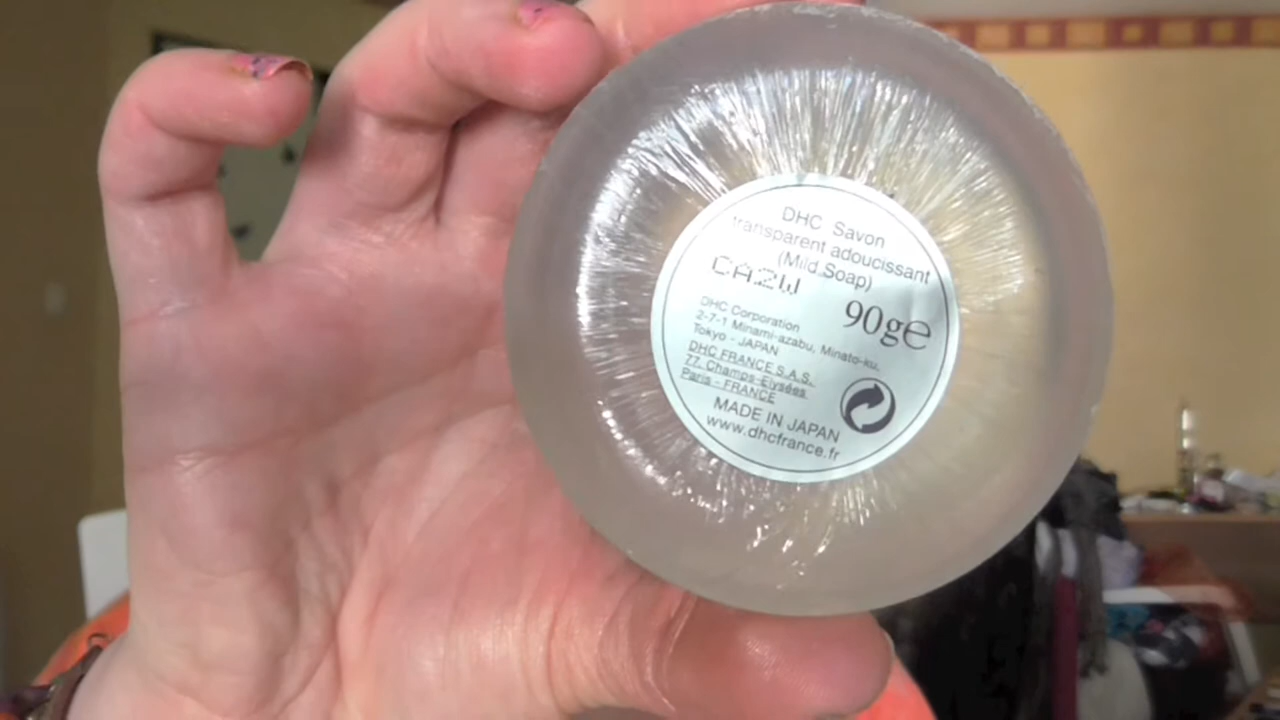 DHC Savon
transparent adoucissant
(Mild Soap)
CA2W
90g℮
DHC Corporation
2-7-1 Minami-azabu, Minato-ku,
Tokyo - JAPAN
DHC FRANCE S.A.S.
77, Champs-Elysées
Paris - FRANCE
MADE IN JAPAN
www.dhcfrance.fr